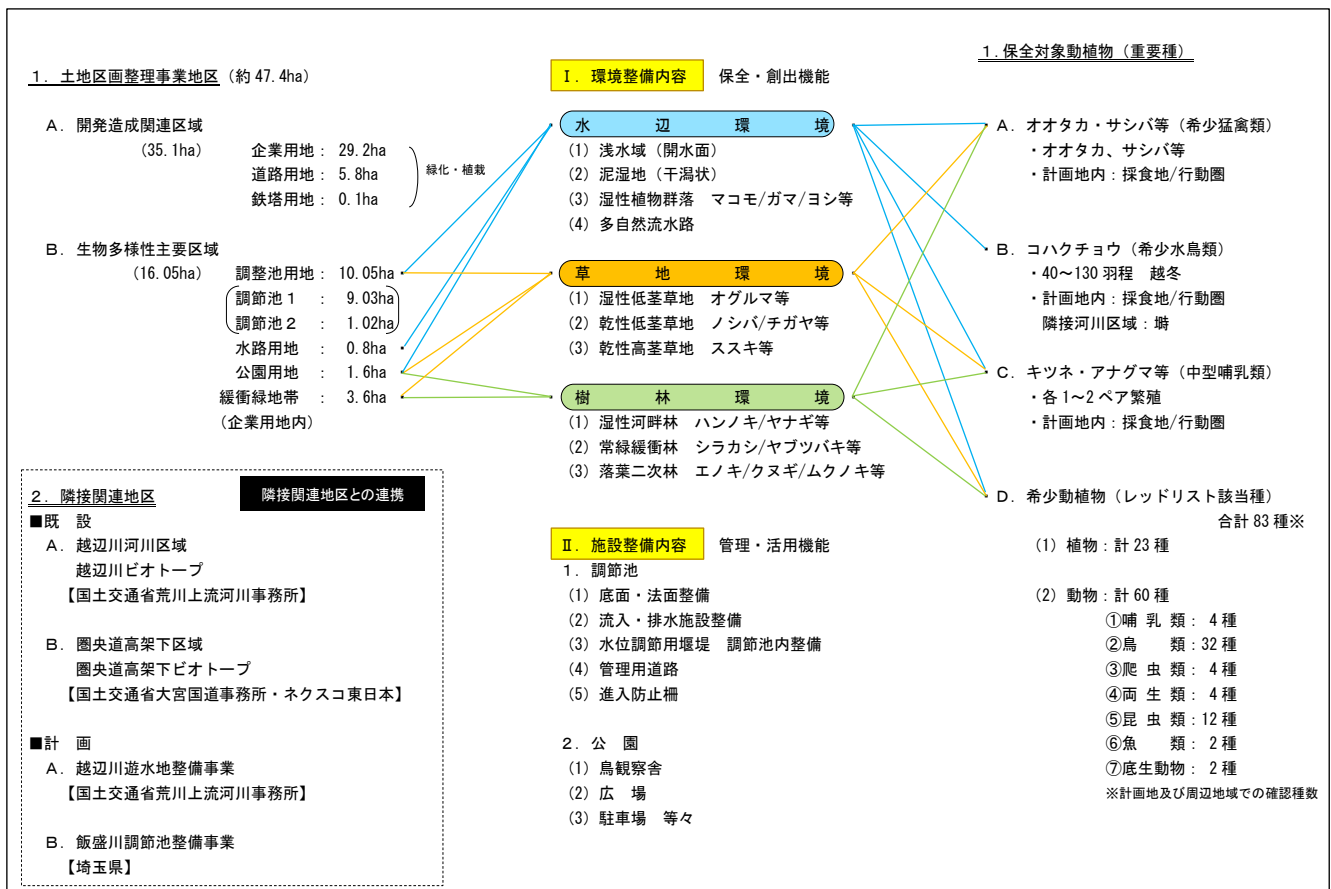 1. 土地区画整理事業地区(約 47.4ha)
A. 開発造成関連区域
(35.1ha)
企業用地: 29.2ha
道路用地: 5.8ha
鉄塔用地: 0.1ha
緑化・植栽
B. 生物多様性主要区域
(16.05ha)
調整池用地: 10.05ha
調節池1 : 9.03ha
調節池2 : 1.02ha
水路用地 : 0.8ha
公園用地 : 1.6ha
緩衝緑地帯 : 3.6ha
(企業用地内)
2. 隣接関連地区
隣接関連地区との連携
■既 設
A. 越辺川河川区域
越辺川ビオトープ
【国土交通省荒川上流河川事務所】
B. 圏央道高架下区域
圏央道高架下ビオトープ
【国土交通省大宮国道事務所・ネクスコ東日本】
■計 画
A. 越辺川遊水地整備事業
【国土交通省荒川上流河川事務所】
B. 飯盛川調節池整備事業
【埼玉県】
Ⅰ. 環境整備内容 保全・創出機能
水 辺 環 境
(1) 浅水域(開水面)
(2) 泥湿地(干潟状)
(3) 湿性植物群落 マコモ/ガマ/ヨシ等
(4) 多自然流水路
草 地 環 境
(1) 湿性低茎草地 オグルマ等
(2) 乾性低茎草地 ノシバ/チガヤ等
(3) 乾性高茎草地 ススキ等
樹 林 環 境
(1) 湿性河畔林 ハンノキ/ヤナギ等
(2) 常緑緩衝林 シラカシ/ヤブツバキ等
(3) 落葉二次林 エノキ/クヌギ/ムクノキ等
Ⅱ. 施設整備内容 管理・活用機能
1. 調節池
(1) 底面・法面整備
(2) 流入・排水施設整備
(3) 水位調節用堰堤 調節池内整備
(4) 管理用道路
(5) 進入防止柵
2. 公 園
(1) 鳥観察舎
(2) 広 場
(3) 駐車場 等々
1. 保全対象動植物(重要種)
A. オオタカ・サシバ等(希少猛禽類)
・オオタカ、サシバ等
・計画地内:採食地/行動圏
B. コハクチョウ(希少水鳥類)
・40~130 羽程 越冬
・計画地内:採食地/行動圏
隣接河川区域:塒
C. キツネ・アナグマ等(中型哺乳類)
・各 1~2 ペア繁殖
・計画地内:採食地/行動圏
D. 希少動植物(レッドリスト該当種)
合計 83 種※
(1) 植物:計 23 種
(2) 動物:計 60 種
①哺 乳 類: 4 種
②鳥 類:32 種
③爬 虫 類: 4 種
④両 生 類: 4 種
⑤昆 虫 類:12 種
⑥魚 類: 2 種
⑦底生動物: 2 種
※計画地及び周辺地域での確認種数